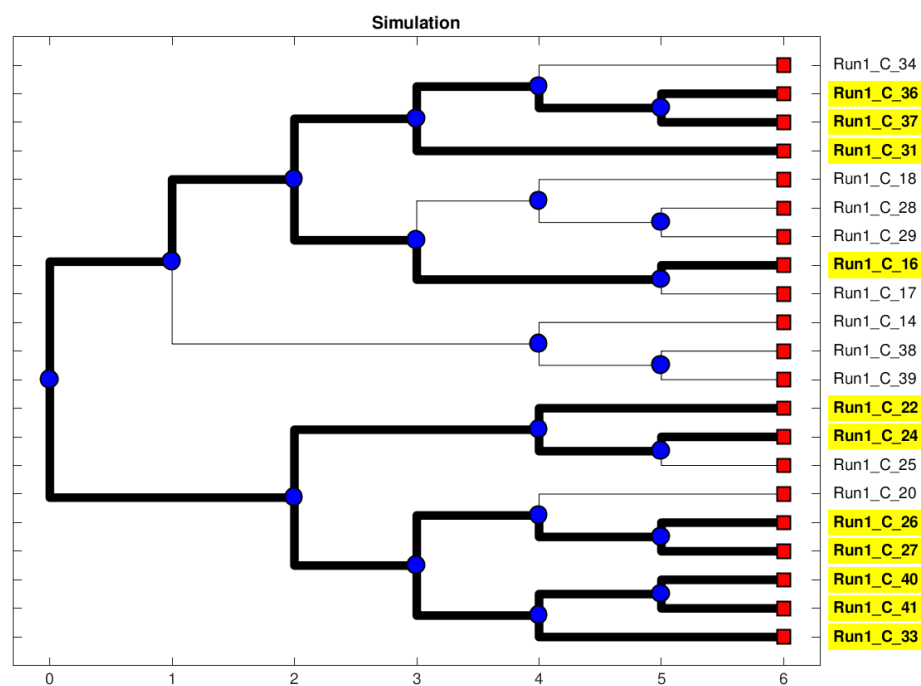 Simulation
Run1_C_34
Run1_C_36
Run1_C_37
Run1_C_31
Run1_C_18
Run1_C_28
Run1_C_29
Run1_C_16
Run1_C_17
Run1_C_14
Run1_C_38
Run1_C_39
Run1_C_22
Run1_C_24
Run1_C_25
Run1_C_20
Run1_C_26
Run1_C_27
Run1_C_40
Run1_C_41
Run1_C_33
0 1 2 3 4 5 6